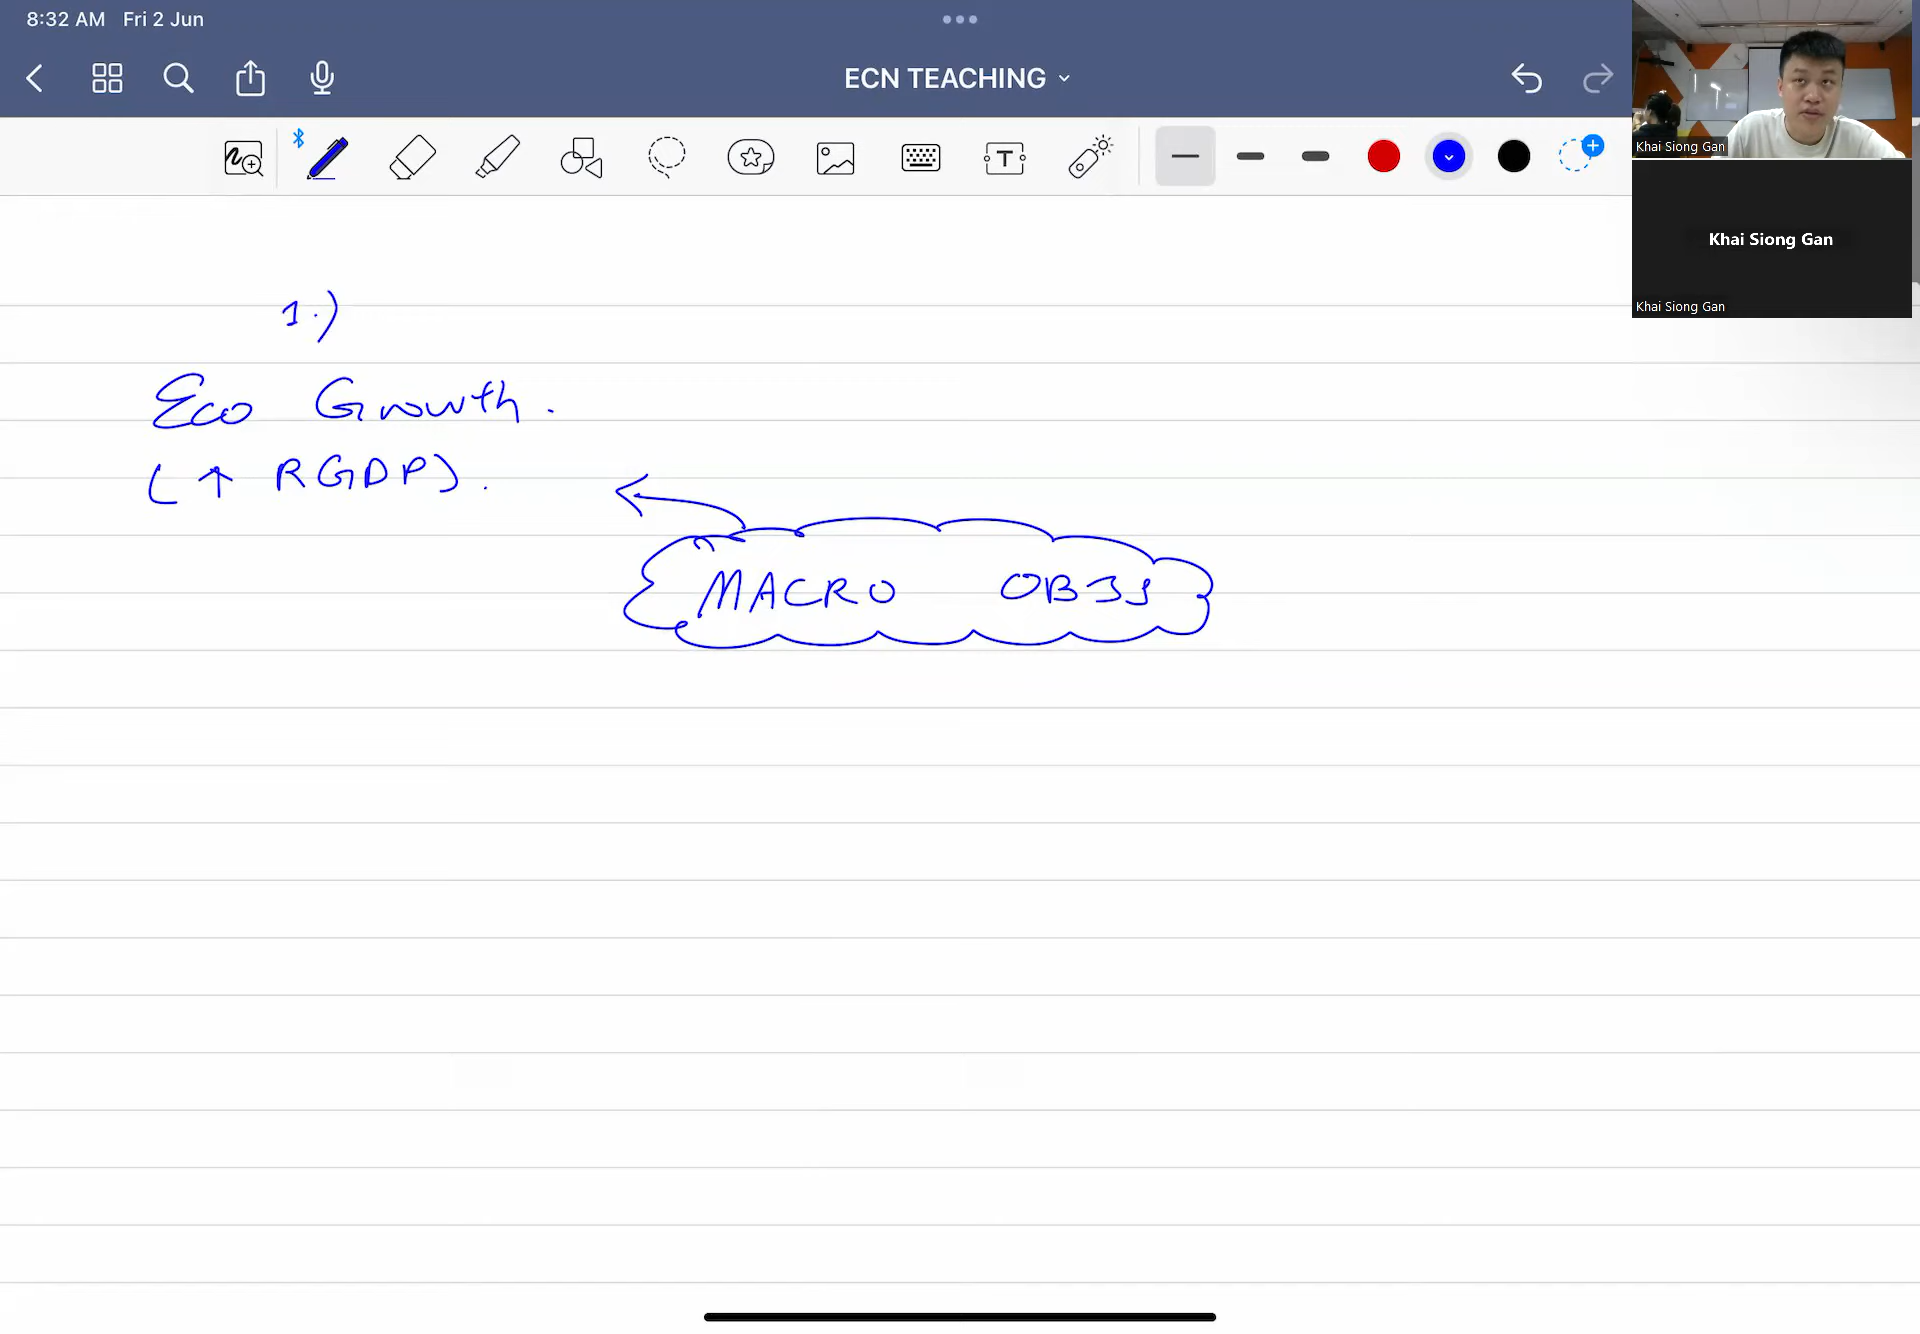 8:32 AM Fri 2 Jun
ECN TEACHING
Khai Siong Gan
Khai Siong Gan
Khai Siong Gan
T
1.)
Eco Growth.
(↑ RGDP).
MACRO OBJS